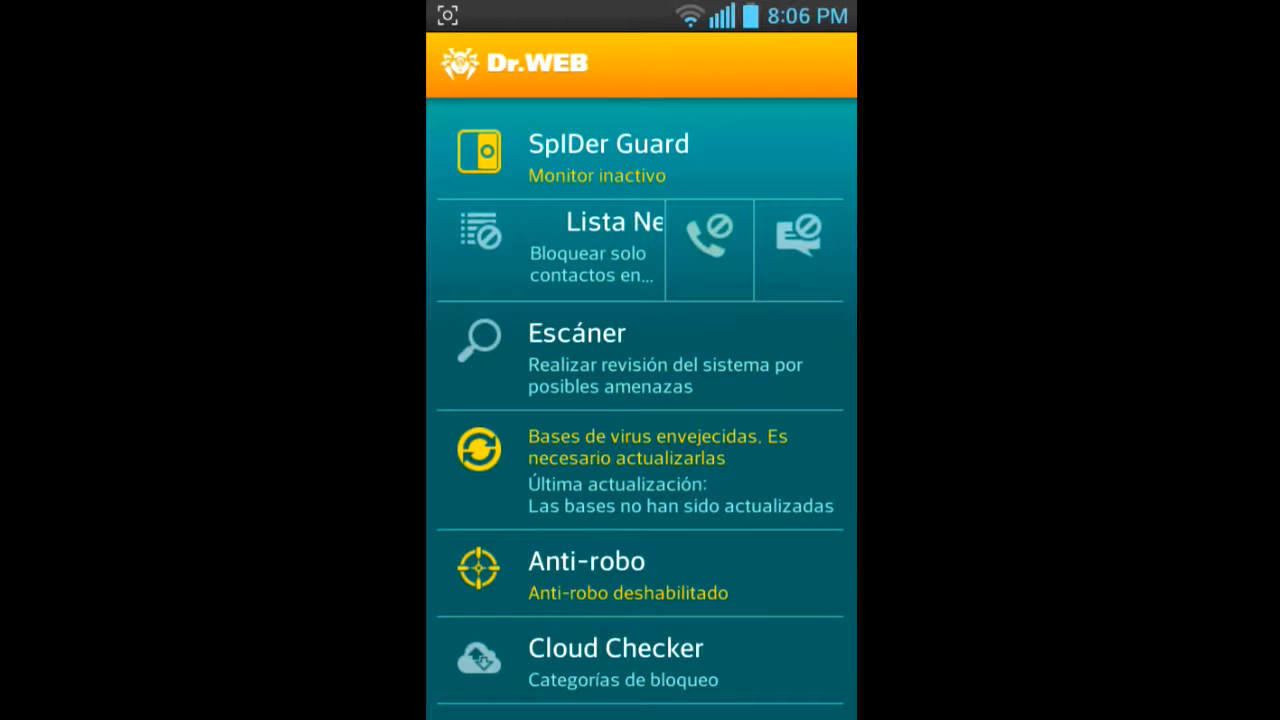 8:06 PM
Dr.WEB
SpIDer Guard
Monitor inactivo
Lista Ne
Bloquear solo
contactos en...
Escáner
Realizar revisión del sistema por
posibles amenazas
Bases de virus envejecidas. Es
necesario actualizarlas
Última actualización:
Las bases no han sido actualizadas
Anti-robo
Anti-robo deshabilitado
Cloud Checker
Categorías de bloqueo